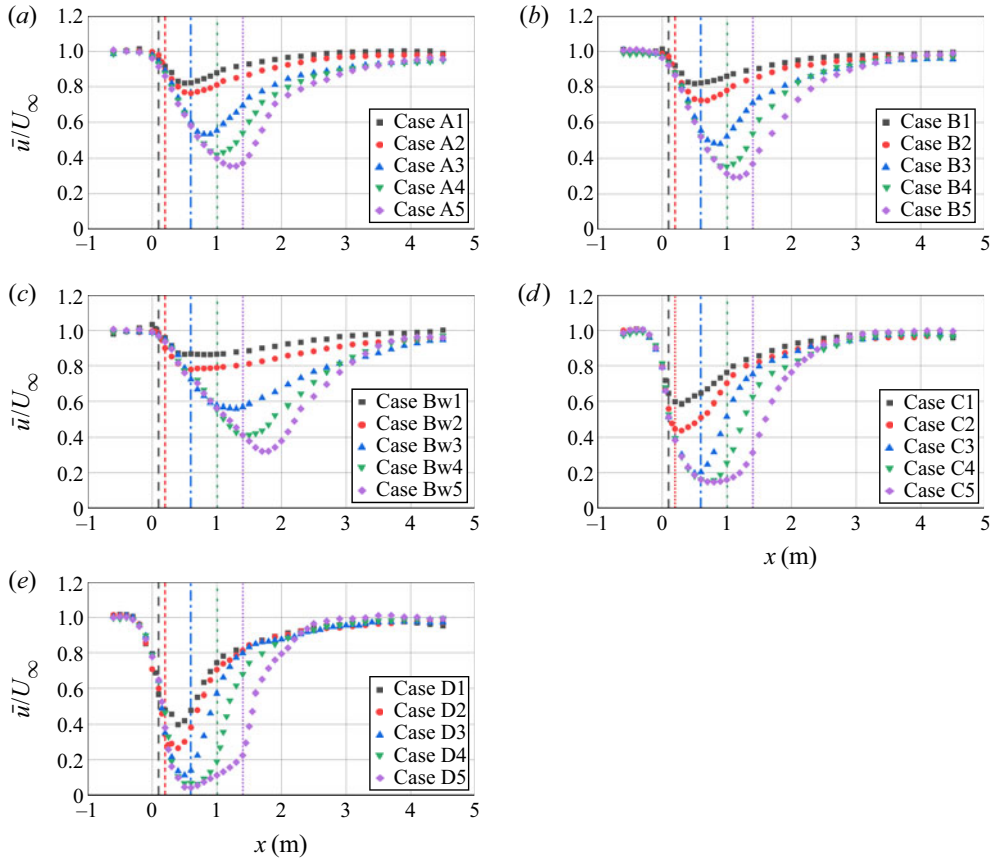 (a)
1.2
1.0
0.8
0.6
0.4
0.2
0
ū/U∞
Case A1
Case A2
Case A3
Case A4
Case A5
–1 0 1 2 3 4 5
(b)
1.2
1.0
0.8
0.6
0.4
0.2
0
Case B1
Case B2
Case B3
Case B4
Case B5
–1 0 1 2 3 4 5
(c)
1.2
1.0
0.8
0.6
0.4
0.2
0
ū/U∞
Case Bw1
Case Bw2
Case Bw3
Case Bw4
Case Bw5
–1 0 1 2 3 4 5
(d)
1.2
1.0
0.8
0.6
0.4
0.2
0
Case C1
Case C2
Case C3
Case C4
Case C5
–1 0 1 2 3 4 5
x (m)
(e)
1.2
1.0
0.8
0.6
0.4
0.2
0
ū/U∞
Case D1
Case D2
Case D3
Case D4
Case D5
–1 0 1 2 3 4 5
x (m)